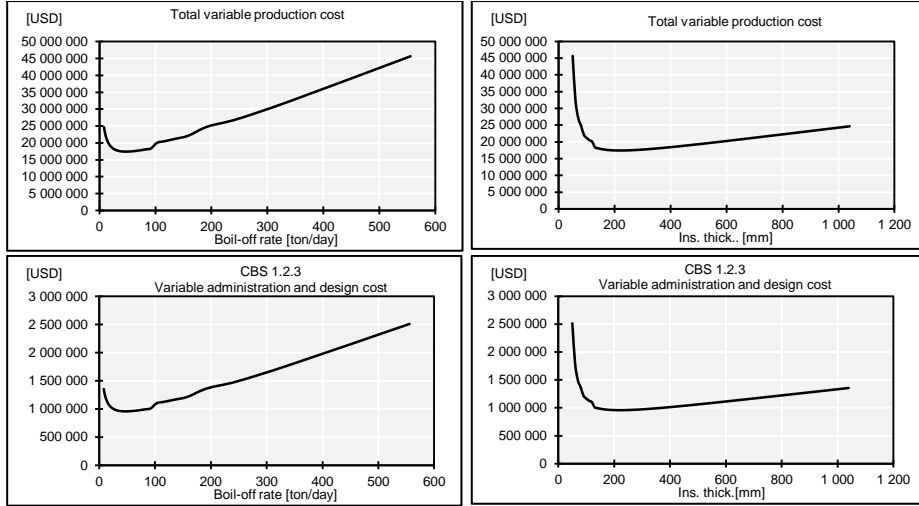 Total variable production cost
[USD]
50 000 000
45 000 000
40 000 000
35 000 000
30 000 000
25 000 000
20 000 000
15 000 000
10 000 000
5 000 000
0
0 100 200 300 400 500 600
Boil-off rate [ton/day]
Total variable production cost
[USD]
50 000 000
45 000 000
40 000 000
35 000 000
30 000 000
25 000 000
20 000 000
15 000 000
10 000 000
5 000 000
0
0 200 400 600 800 1 000 1 200
Ins. thick.. [mm]
CBS 1.2.3
[USD]
Variable administration and design cost
3 000 000
2 500 000
2 000 000
1 500 000
1 000 000
500 000
0
0 100 200 300 400 500 600
Boil-off rate [ton/day]
CBS 1.2.3
[USD]
Variable administration and design cost
3 000 000
2 500 000
2 000 000
1 500 000
1 000 000
500 000
0
0 200 400 600 800 1 000 1 200
Ins. thick.[mm]